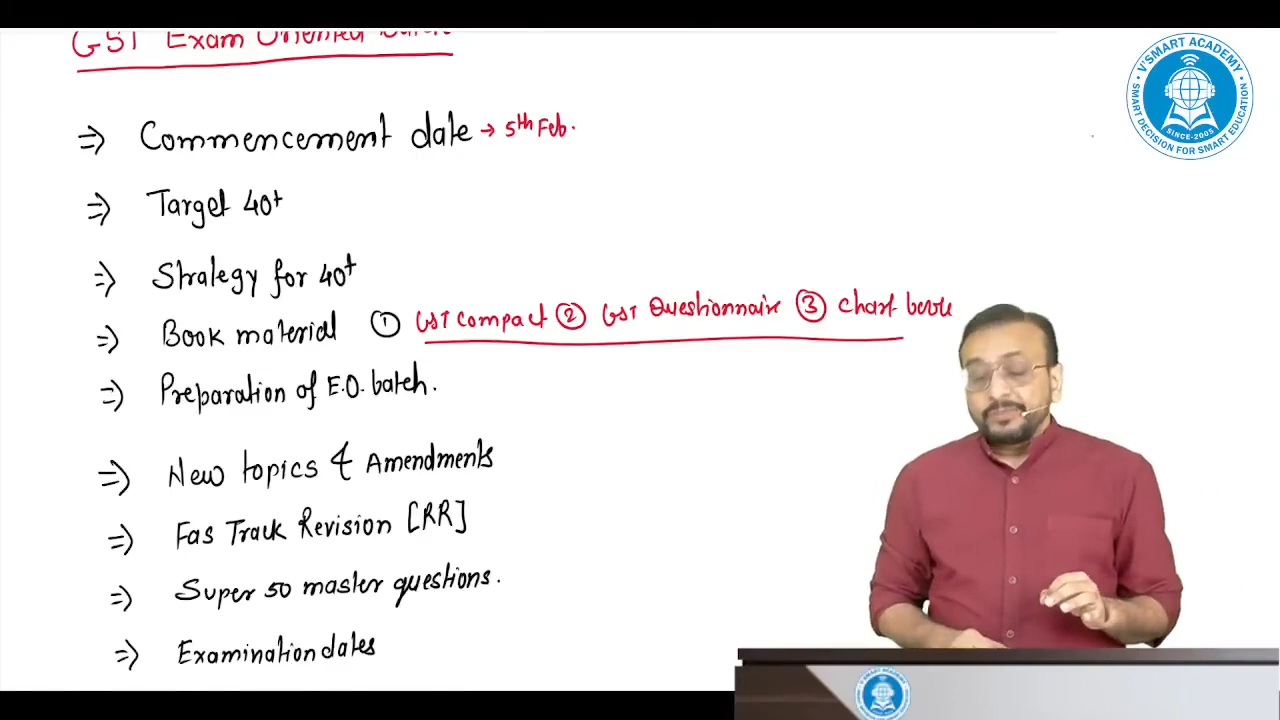 GST Exam Oriented Batch
⇒ Commencement date → 5th Feb.
⇒ Target 40+
⇒ Strategy for 40+
⇒ Book material ① GST Compact ② GST Questionnaire ③ Chart book
⇒ Preparation of E.O. batch.
⇒ New topics & Amendments
⇒ Fas Track Revision [RR]
⇒ Super 50 master questions.
⇒ Examination dates
V'SMART ACADEMY
SINCE-2005
SMART DECISION FOR SMART EDUCATION